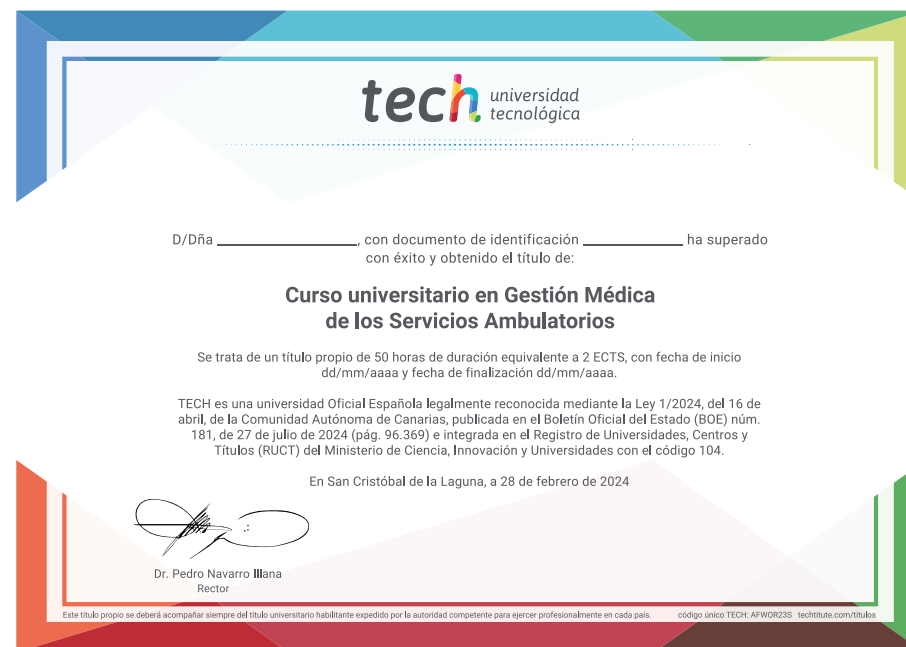 tech universidad
tecnológica
D/Dña ____________________, con documento de identificación ______________ ha superado
con éxito y obtenido el título de:
Curso universitario en Gestión Médica
de los Servicios Ambulatorios
Se trata de un título propio de 50 horas de duración equivalente a 2 ECTS, con fecha de inicio
dd/mm/aaaa y fecha de finalización dd/mm/aaaa.
TECH es una universidad Oficial Española legalmente reconocida mediante la Ley 1/2024, del 16 de
abril, de la Comunidad Autónoma de Canarias, publicada en el Boletín Oficial del Estado (BOE) núm.
181, de 27 de julio de 2024 (pág. 96.369) e integrada en el Registro de Universidades, Centros y
Títulos (RUCT) del Ministerio de Ciencia, Innovación y Universidades con el código 104.
En San Cristóbal de la Laguna, a 28 de febrero de 2024
Dr. Pedro Navarro Illana
Rector
Este título propio se deberá acompañar siempre del título universitario habilitante expedido por la autoridad competente para ejercer profesionalmente en cada país. código único TECH: AFWOR23S techtitute.com/titulos